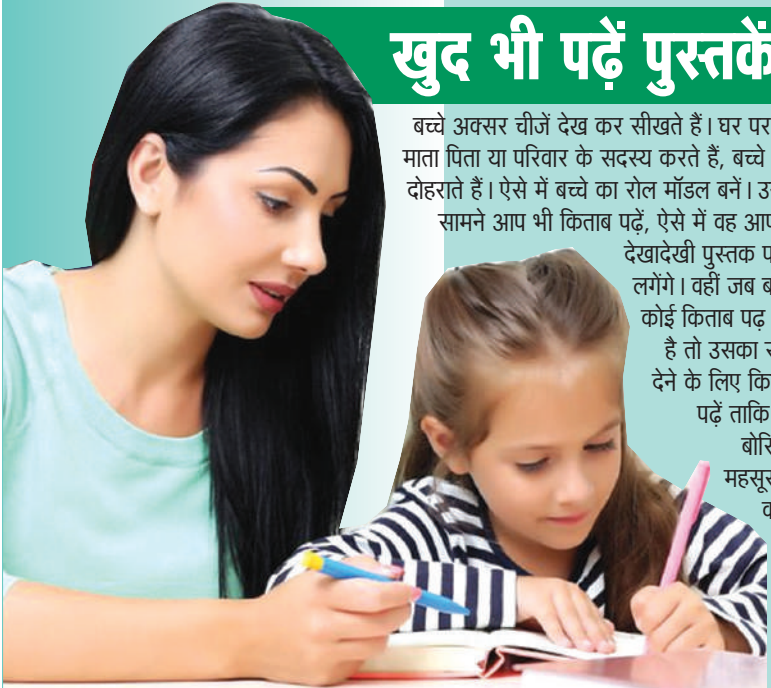 खुद भी पढ़ें पुस्तकें
बच्चे अक्सर चीजें देख कर सीखते हैं। घर पर
माता पिता या परिवार के सदस्य करते हैं, बच्चे
दोहराते हैं। ऐसे में बच्चे का रोल मॉडल बनें।
सामने आप भी किताब पढ़ें, ऐसे में वह आप
देखादेखी पुस्तक
लगेंगे। वहीं जब
कोई किताब पढ़
है तो उसका
देने के लिए
पढ़ें ताकि
महसूस